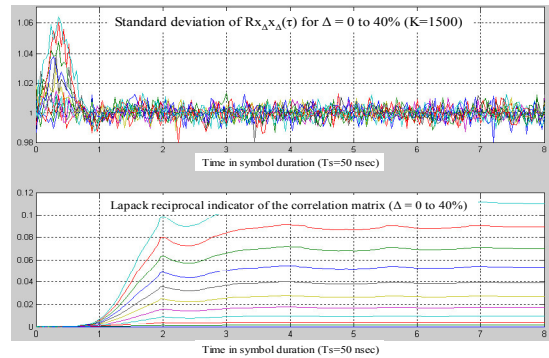 Standard deviation of RxΔxΔ(τ) for Δ = 0 to 40% (K=1500)
1.06
1.04
1.02
1
0.98
0 1 2 3 4 5 6 7 8
Time in symbol duration (Ts=50 nsec)
Lapack reciprocal indicator of the correlation matrix (Δ = 0 to 40%)
0.12
0.1
0.08
0.06
0.04
0.02
0
0 1 2 3 4 5 6 7 8
Time in symbol duration (Ts=50 nsec)